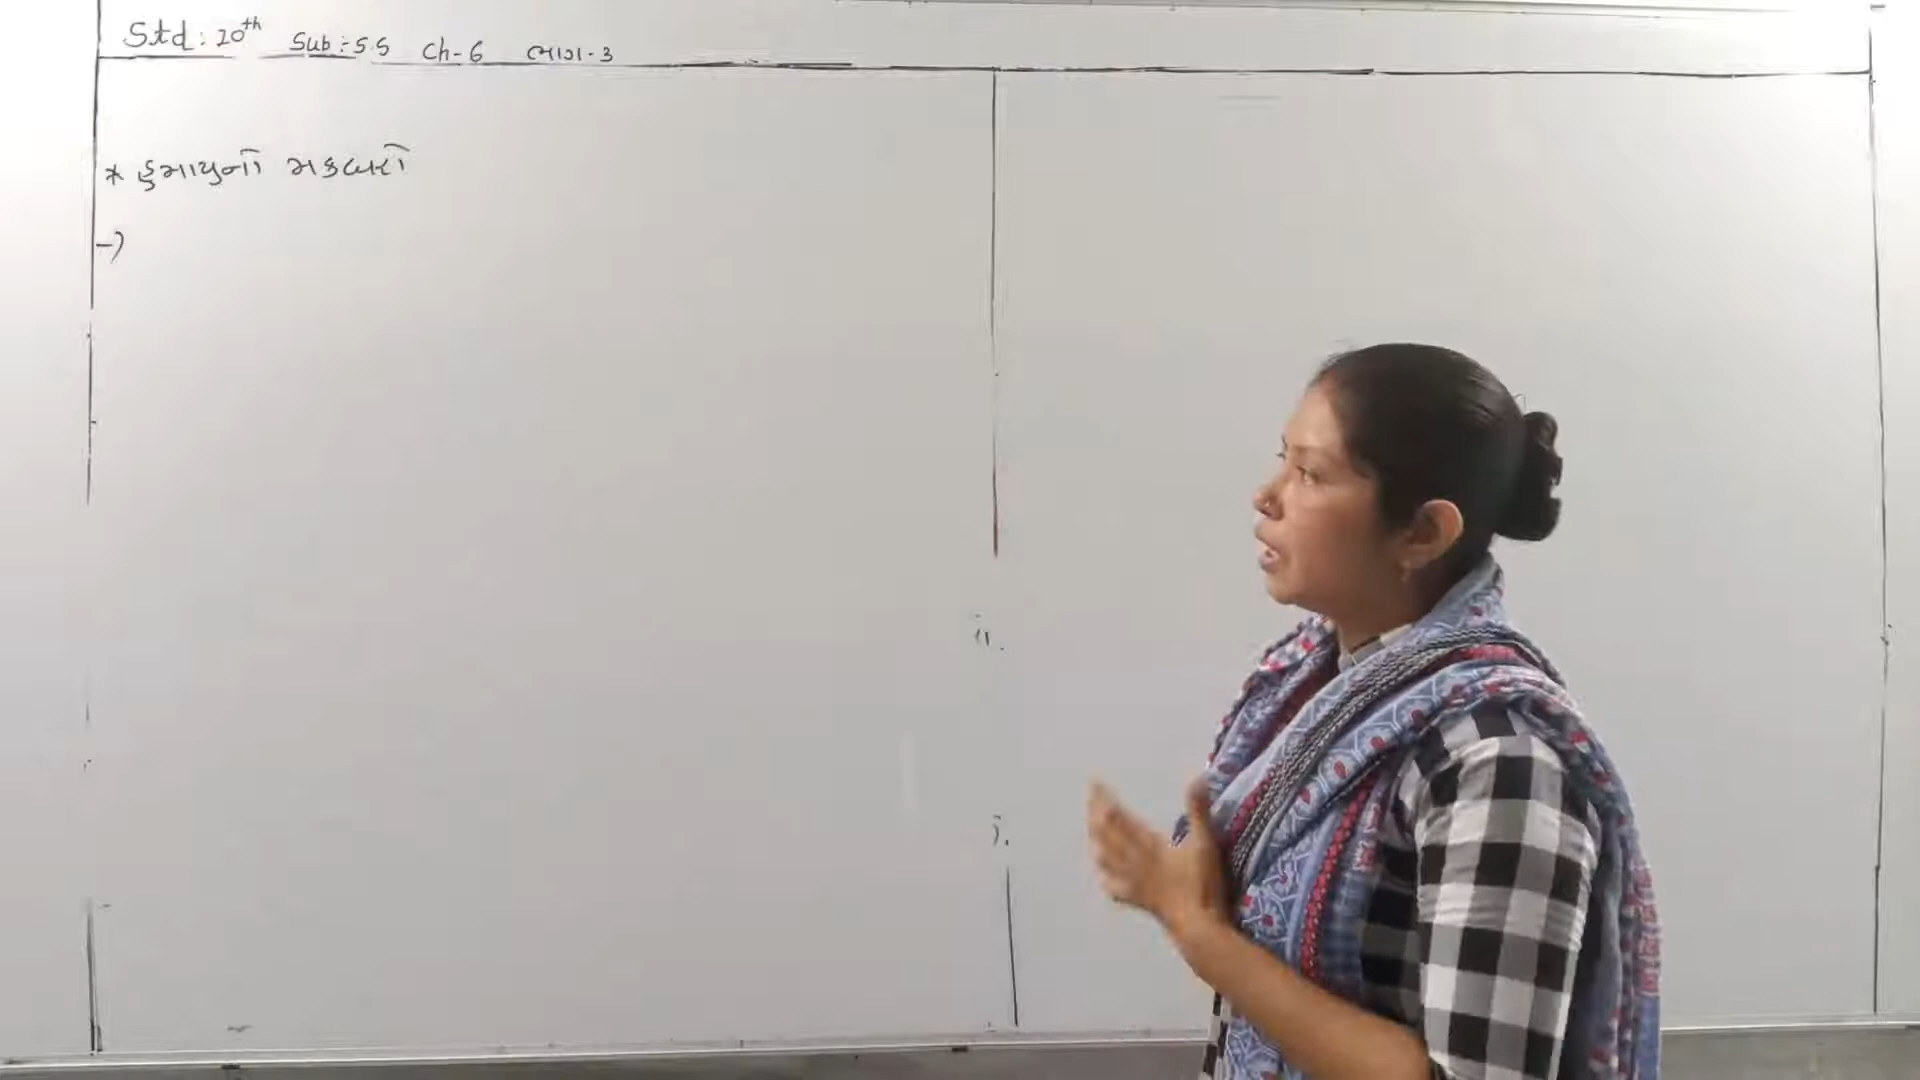 Std: 10th Sub:- S.S Ch-6 ભાગ-3
* હુમાયુનો મકબરો
→